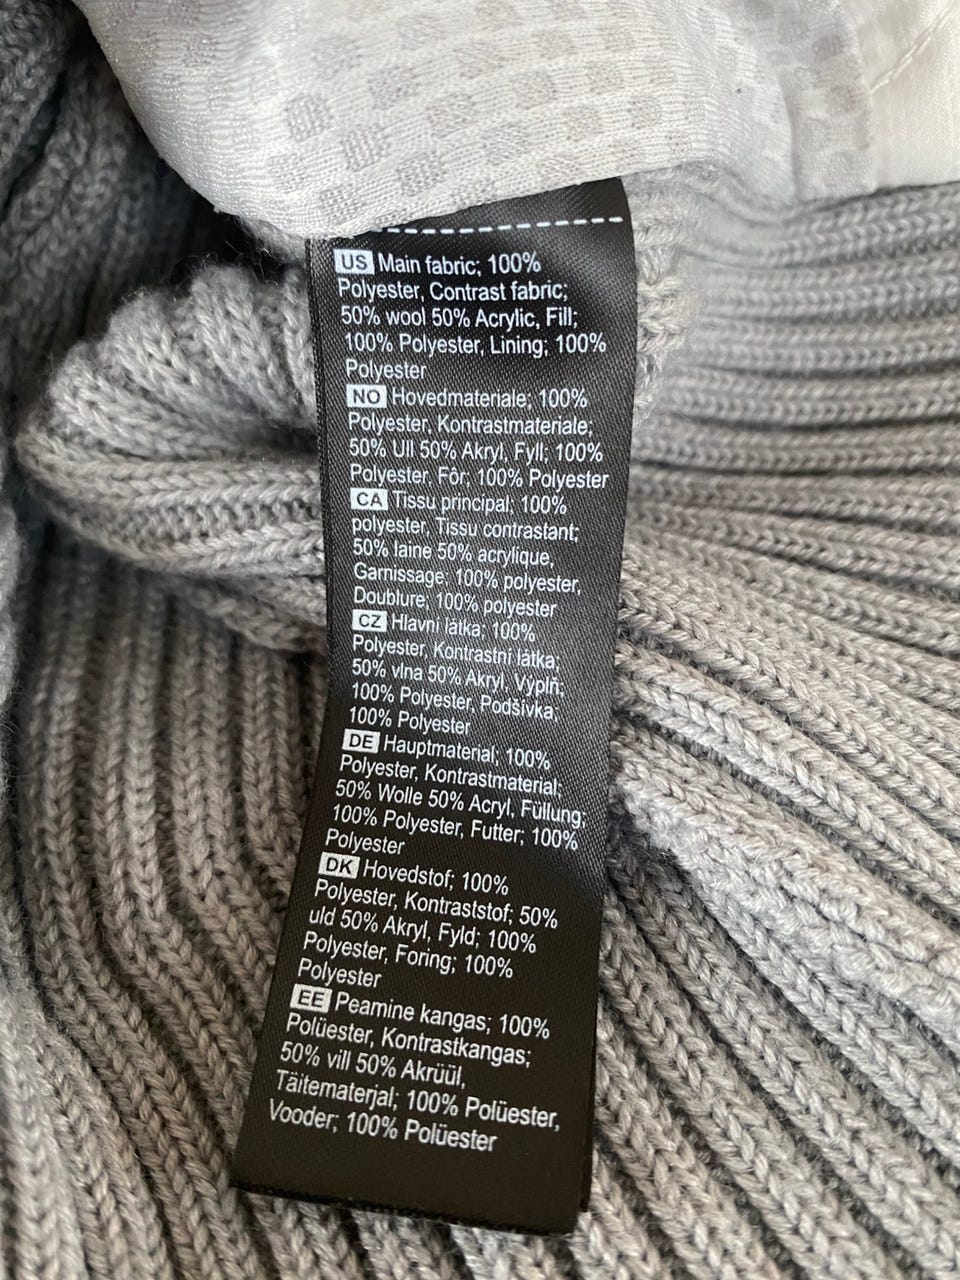 US Main fabric; 100%
Polyester, Contrast fabric;
50% wool 50% Acrylic, Fill;
100% Polyester, Lining; 100%
Polyester
NO Hovedmateriale; 100%
Polyester, Kontrastmateriale;
50% Ull 50% Akryl, Fyll; 100%
Polyester, Fôr; 100% Polyester
CA Tissu principal; 100%
polyester, Tissu contrastant;
50% laine 50% acrylique,
Garnissage; 100% polyester,
Doublure; 100% polyester
CZ Hlavní látka; 100%
Polyester, Kontrastní látka;
50% vlna 50% Akryl, Výplň;
100% Polyester, Podšívka;
100% Polyester
DE Hauptmaterial; 100%
Polyester, Kontrastmaterial;
50% Wolle 50% Acryl, Füllung;
100% Polyester, Futter; 100%
Polyester
DK Hovedstof; 100%
Polyester, Kontraststof; 50%
uld 50% Akryl, Fyld; 100%
Polyester, Foring; 100%
Polyester
EE Peamine kangas; 100%
Polüester, Kontrastkangas;
50% vill 50% Akrüül,
Täitematerjal; 100% Polüester,
Vooder; 100% Polüester